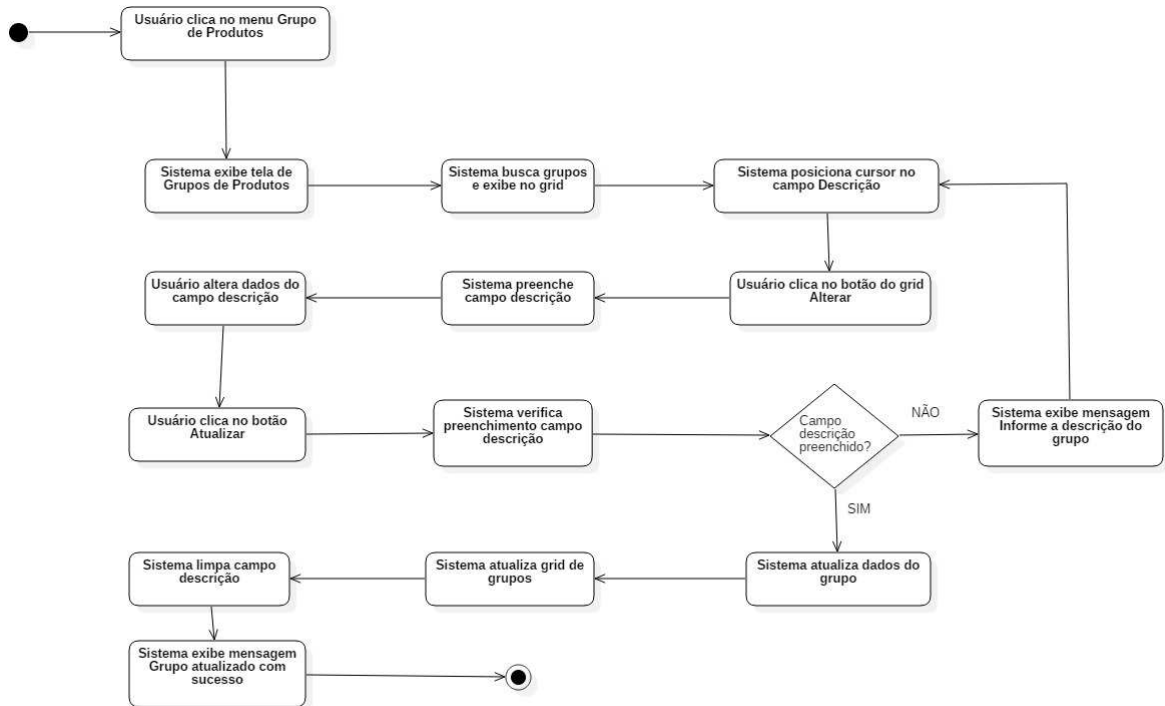 Usuário clica no menu Grupo
de Produtos
Sistema exibe tela de
Grupos de Produtos
Sistema busca grupos
e exibe no grid
Sistema posiciona cursor no
campo Descrição
Usuário altera dados do
campo descrição
Sistema preenche
campo descrição
Usuário clica no botão do grid
Alterar
Usuário clica no botão
Atualizar
Sistema verifica
preenchimento campo
descrição
Campo
descrição
preenchido?
NÃO
Sistema exibe mensagem
Informe a descrição do
grupo
SIM
Sistema limpa campo
descrição
Sistema atualiza grid de
grupos
Sistema atualiza dados do
grupo
Sistema exibe mensagem
Grupo atualizado com
sucesso